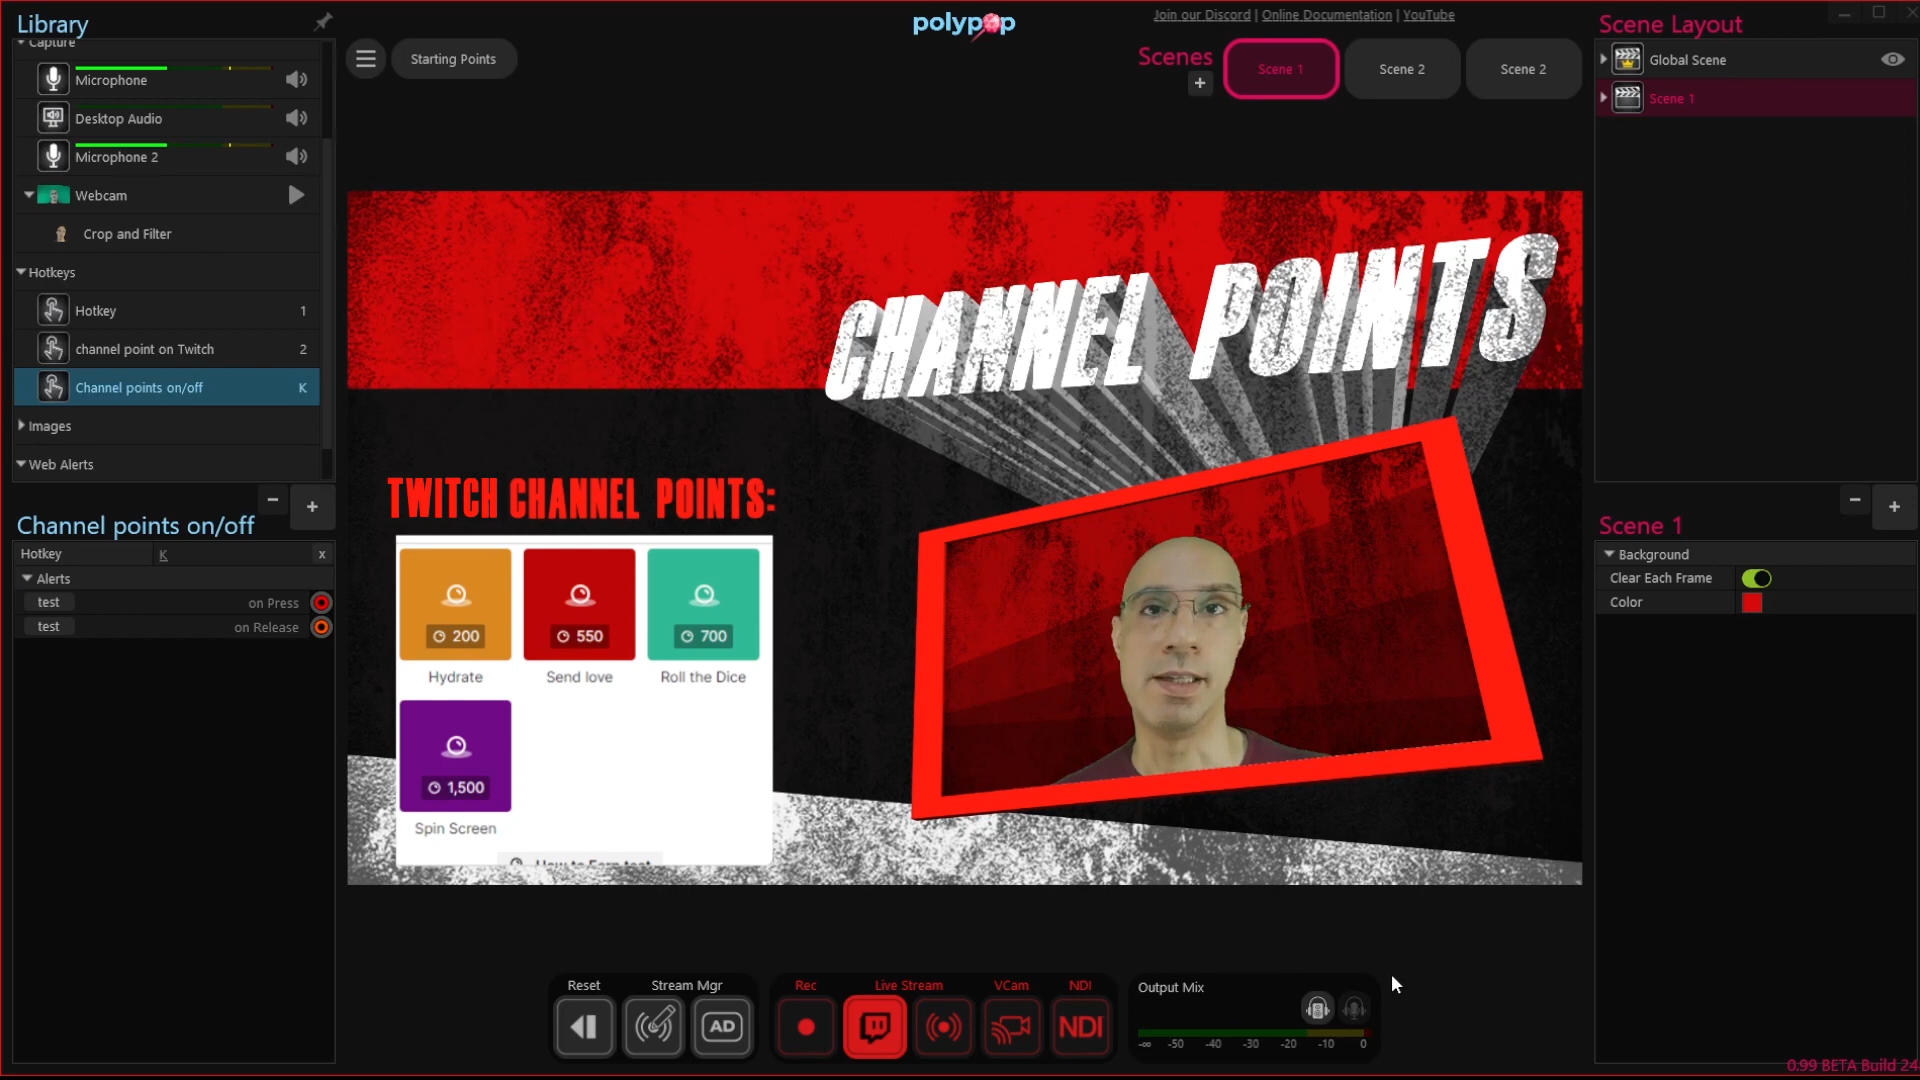 Library
Capture
Microphone
Desktop Audio
Microphone 2
Webcam
Crop and Filter
Hotkeys
Hotkey 1
channel point on Twitch 2
Channel points on/off K
Images
Web Alerts
Channel points on/off
Hotkey K x
Alerts
test on Press
test on Release
Starting Points
polypop
Join our Discord | Online Documentation | YouTube
Scenes
+
Scene 1
Scene 2
Scene 2
CHANNEL POINTS
TWITCH CHANNEL POINTS:
200 550 700
Hydrate Send love Roll the Dice
1,500
Spin Screen
How to Earn test
Reset Stream Mgr
AD
Rec Live Stream VCam NDI
NDI
Output Mix
-∞ -50 -40 -30 -20 -10 0
Scene Layout
Global Scene
Scene 1
Scene 1
Background
Clear Each Frame
Color
0.99 BETA Build 24